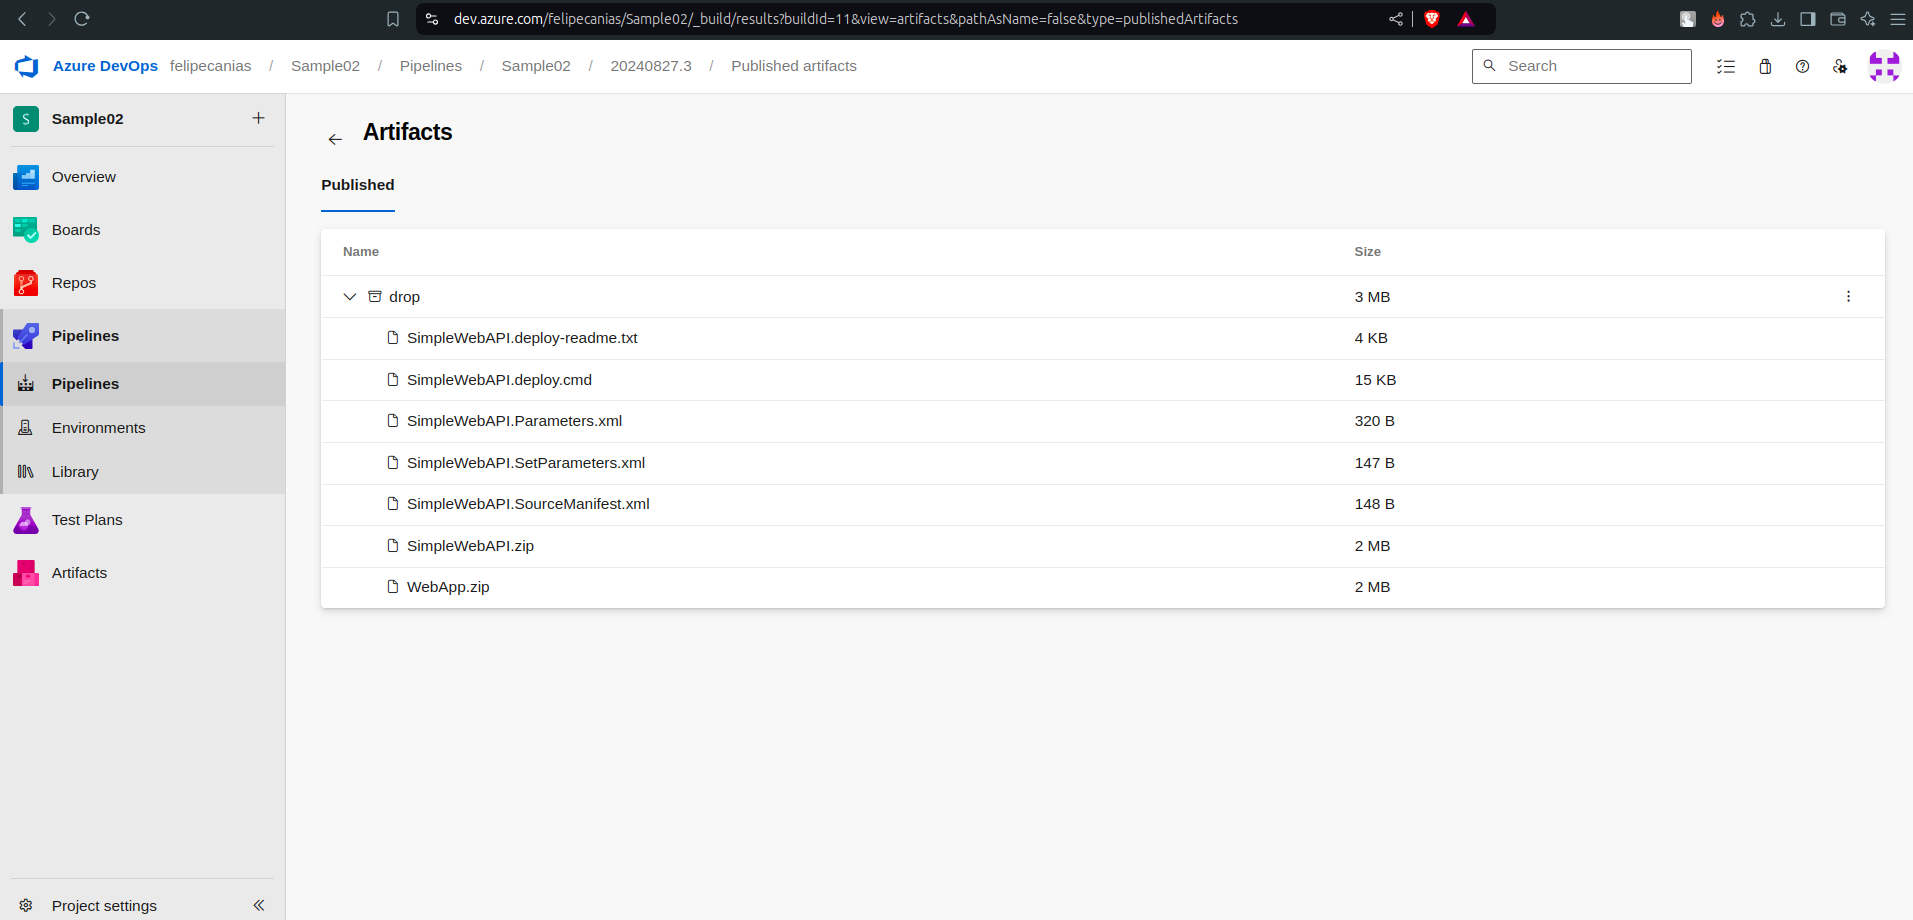 dev.azure.com/felipecanias/Sample02/_build/results?buildId=11&view=artifacts&pathAsName=false&type=publishedArtifacts
Azure DevOps felipecanias / Sample02 / Pipelines / Sample02 / 20240827.3 / Published artifacts
Search
S Sample02
Overview
Boards
Repos
Pipelines
Pipelines
Environments
Library
Test Plans
Artifacts
Project settings
Artifacts
Published
Name Size
drop 3 MB
SimpleWebAPI.deploy-readme.txt 4 KB
SimpleWebAPI.deploy.cmd 15 KB
SimpleWebAPI.Parameters.xml 320 B
SimpleWebAPI.SetParameters.xml 147 B
SimpleWebAPI.SourceManifest.xml 148 B
SimpleWebAPI.zip 2 MB
WebApp.zip 2 MB